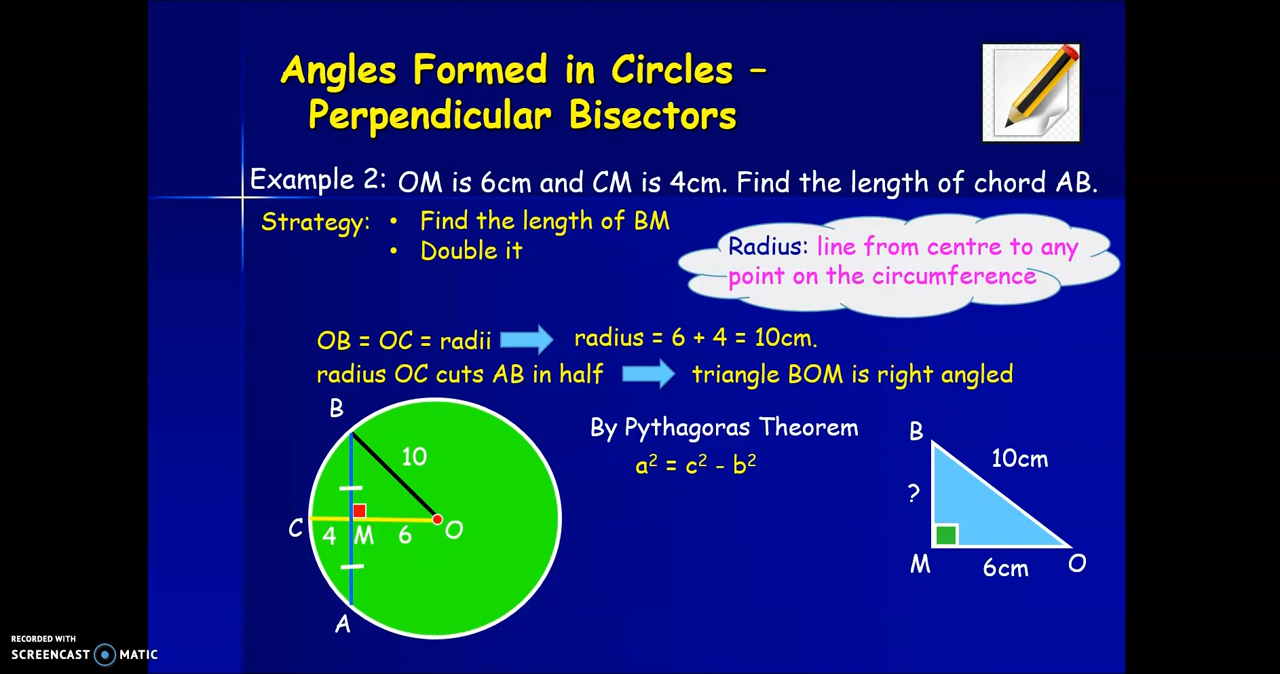 Angles Formed in Circles –
Perpendicular Bisectors
Example 2: OM is 6cm and CM is 4cm. Find the length of chord AB.
Strategy: • Find the length of BM
• Double it
Radius: line from centre to any
point on the circumference
OB = OC = radii radius = 6 + 4 = 10cm.
radius OC cuts AB in half triangle BOM is right angled
B
10
C
4
M
6
O
A
By Pythagoras Theorem
a² = c² - b²
B
10cm
?
M
6cm
O
RECORDED WITH
SCREENCAST MATIC